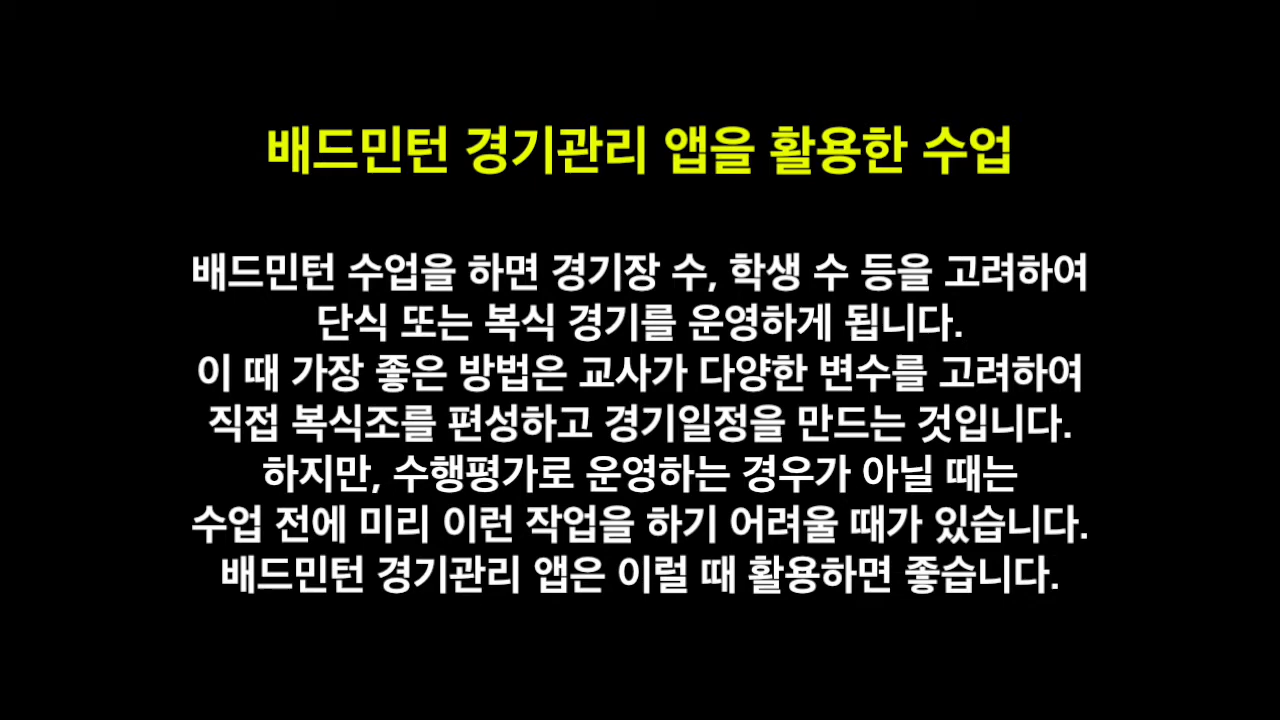 배드민턴 경기관리 앱을 활용한 수업
배드민턴 수업을 하면 경기장 수, 학생 수 등을 고려하여
단식 또는 복식 경기를 운영하게 됩니다.
이 때 가장 좋은 방법은 교사가 다양한 변수를 고려하여
직접 복식조를 편성하고 경기일정을 만드는 것입니다.
하지만, 수행평가로 운영하는 경우가 아닐 때는
수업 전에 미리 이런 작업을 하기 어려울 때가 있습니다.
배드민턴 경기관리 앱은 이럴 때 활용하면 좋습니다.